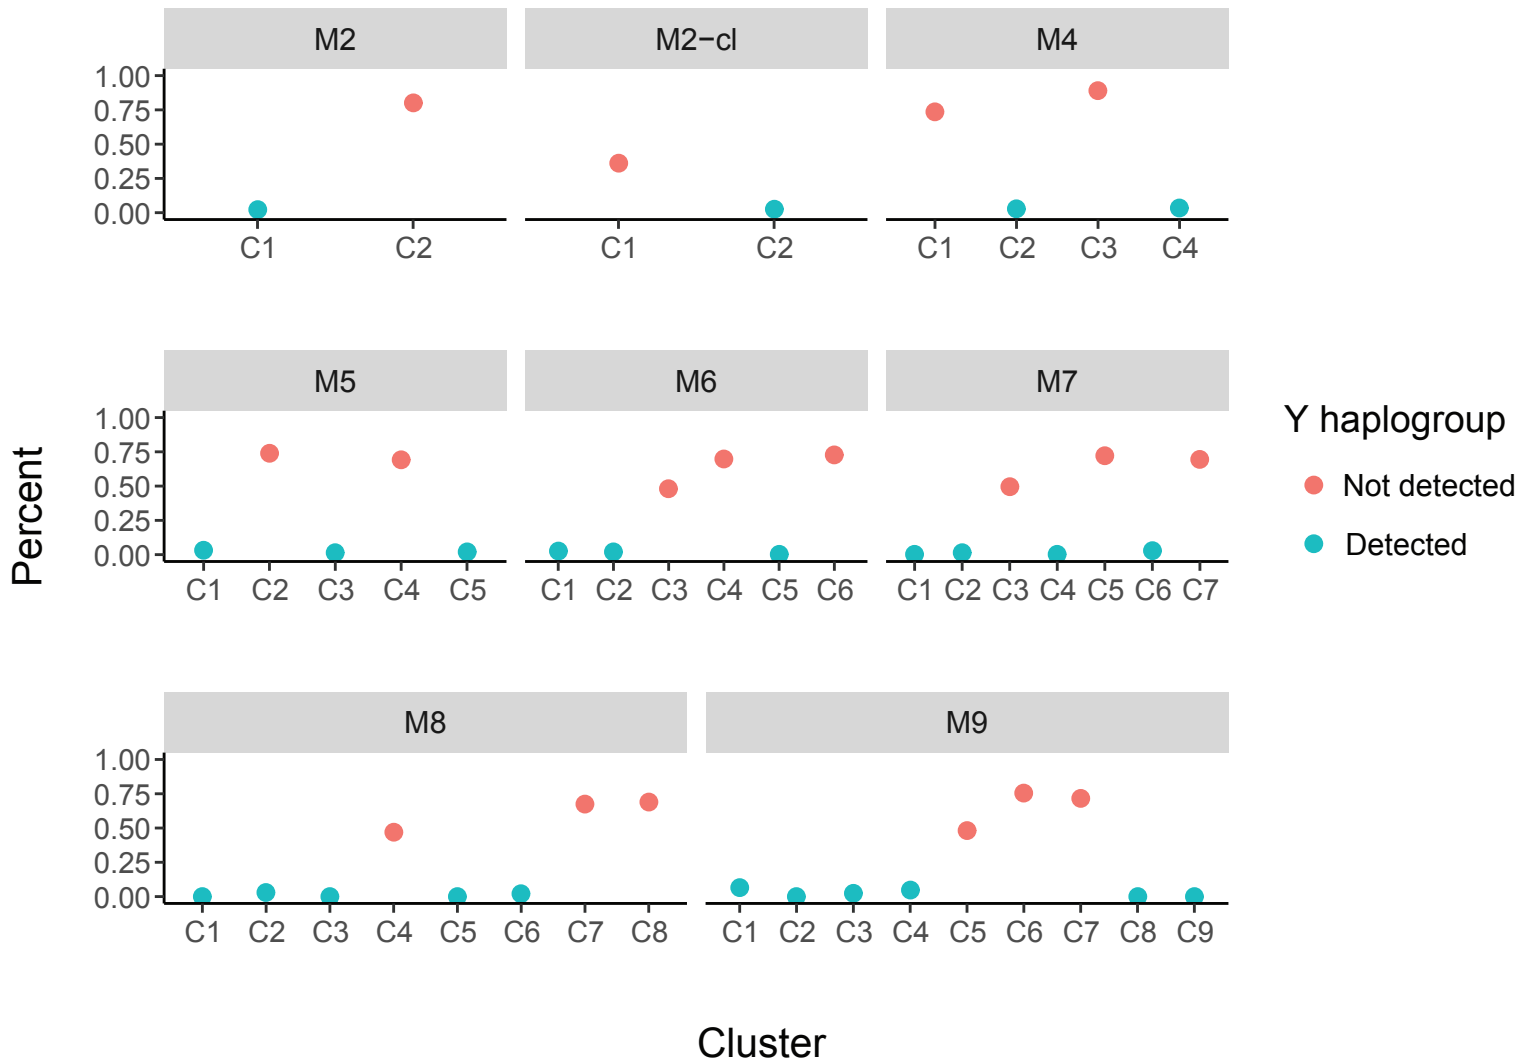 M2 M2−cl M4
1.00
0.75
0.50
0.25
0.00
C1 C2 C1 C2 C1 C2 C3 C4
M5 M6 M7
1.00
0.75
0.50
0.25
0.00
C1 C2 C3 C4 C5 C1 C2 C3 C4 C5 C6 C1 C2 C3 C4 C5 C6 C7
M8 M9
1.00
0.75
0.50
0.25
0.00
C1 C2 C3 C4 C5 C6 C7 C8 C1 C2 C3 C4 C5 C6 C7 C8 C9
Percent
Cluster
Y haplogroup
Not detected
Detected